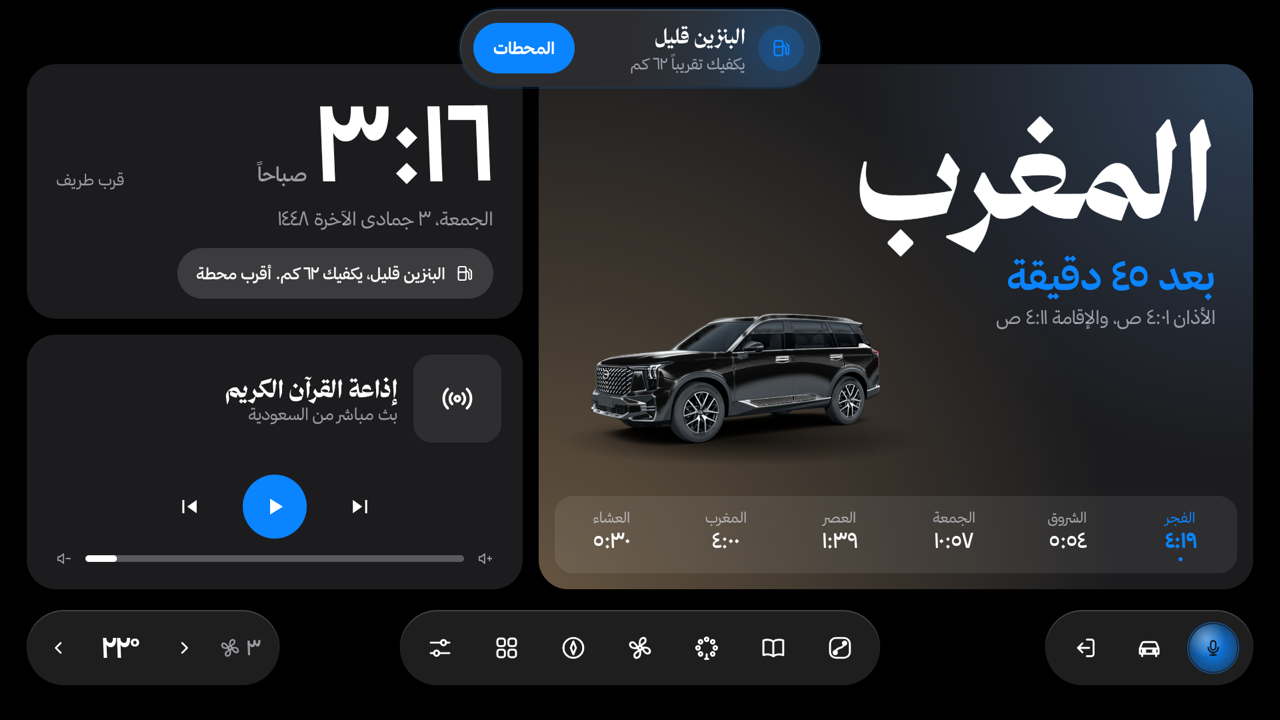 البنزين قليل
يكفيك تقريباً ٦٢ كم
المحطات
المغرب
بعد ٤٥ دقيقة
الأذان ٤:٠١ ص، والإقامة ٤:١١ ص
الفجر
٤:١٩
الشروق
٥:٥٤
الجمعة
١٠:٥٧
العصر
١:٣٩
المغرب
٤:٠٠
العشاء
٥:٣٠
٣:١٦ صباحاً
قرب طريف
الجمعة، ٣ جمادى الآخرة ١٤٤٨
البنزين قليل، يكفيك ٦٢ كم. أقرب محطة
إذاعة القرآن الكريم
بث مباشر من السعودية
٣
٢٢°